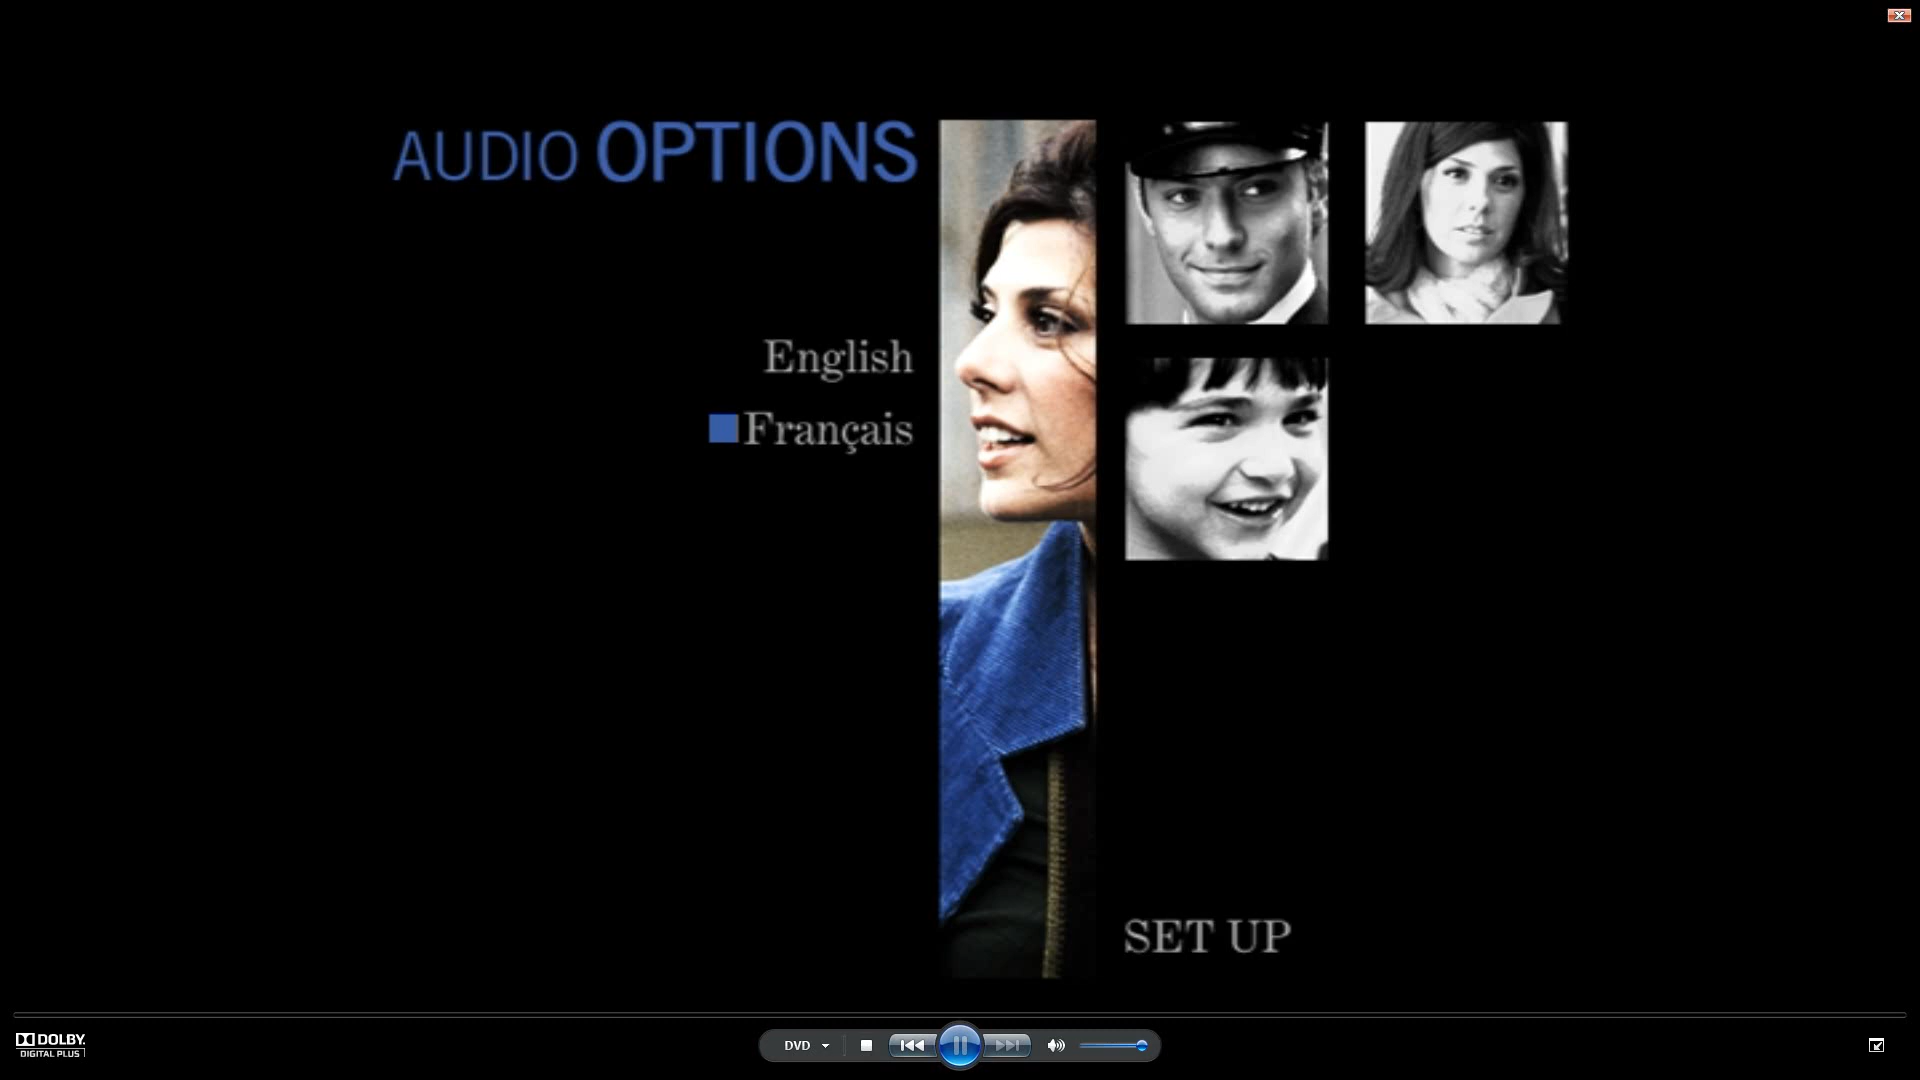 AUDIO OPTIONS
English
Français
SET UP
DOLBY
DIGITAL PLUS
DVD